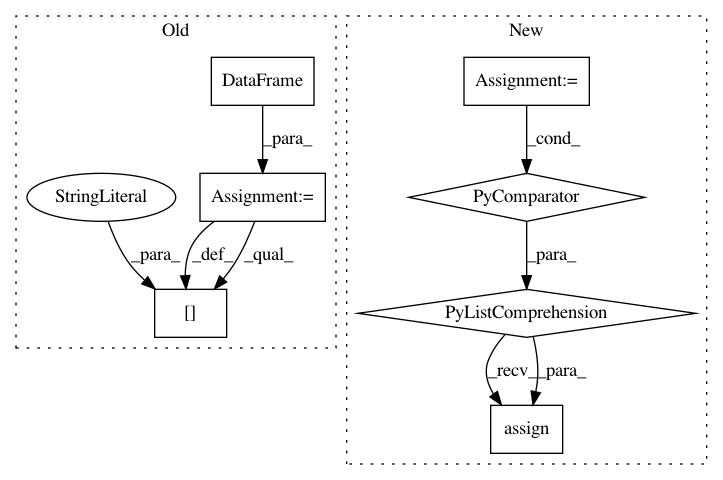 Old
New
DataFrame
Assignment:=
_para_
_cond_
StringLiteral
Assignment:=
PyComparator
_para_
_def_
_qual_
_para_
[]
PyListComprehension
_recv_
_para_
assign